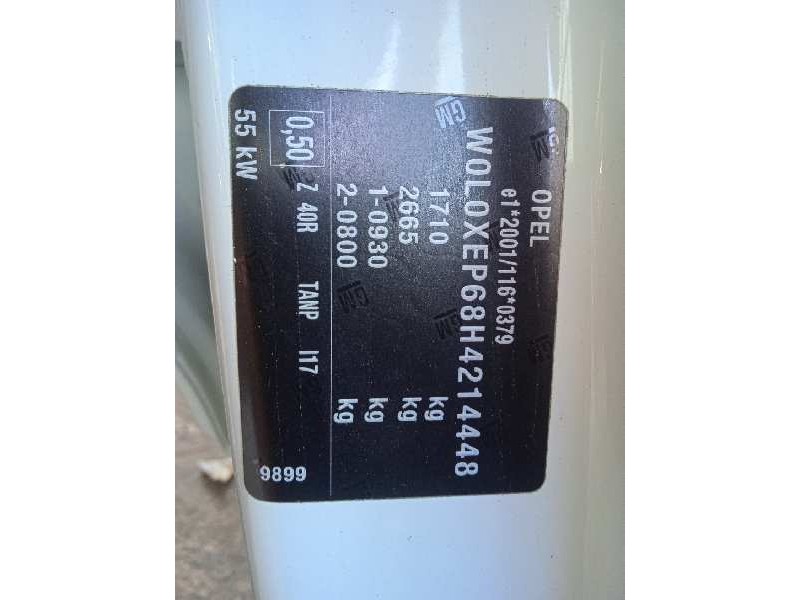 OPEL
e1*2001/116*0379
W0L0XEP68H4214448
1710 kg
2665 kg
1-0930 kg
2-0800 kg
0,50 Z 40R TANP I17
55 kW 9899
GM